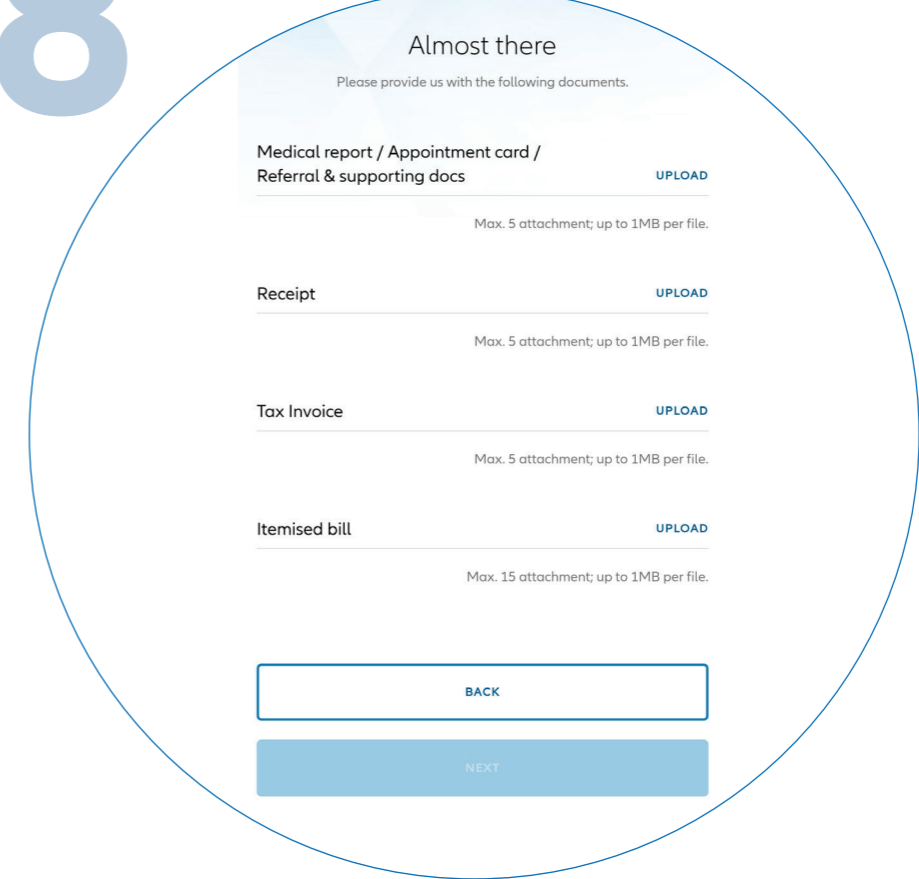 8
Almost there
Please provide us with the following documents.
Medical report / Appointment card /
Referral & supporting docs
UPLOAD
Max. 5 attachment; up to 1MB per file.
Receipt
UPLOAD
Max. 5 attachment; up to 1MB per file.
Tax Invoice
UPLOAD
Max. 5 attachment; up to 1MB per file.
Itemised bill
UPLOAD
Max. 15 attachment; up to 1MB per file.
BACK
NEXT